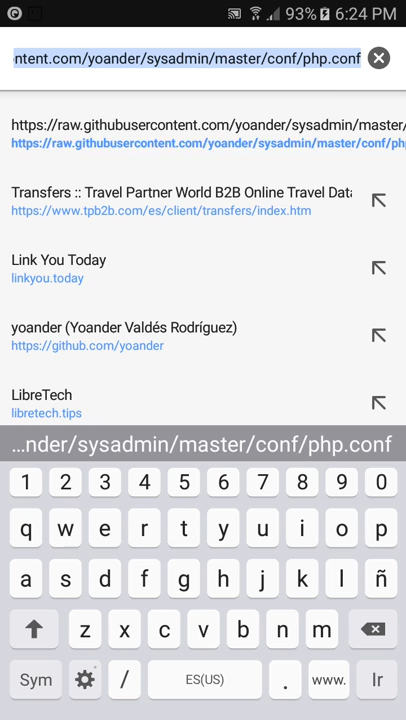 93% 6:24 PM
ntent.com/yoander/sysadmin/master/conf/php.conf
https://raw.githubusercontent.com/yoander/sysadmin/master/
https://raw.githubusercontent.com/yoander/sysadmin/master/conf/ph
Transfers :: Travel Partner World B2B Online Travel Data
https://www.tpb2b.com/es/client/transfers/index.htm
Link You Today
linkyou.today
yoander (Yoander Valdés Rodríguez)
https://github.com/yoander
LibreTech
libretech.tips
...nder/sysadmin/master/conf/php.conf
1 2 3 4 5 6 7 8 9 0
q w e r t y u i o p
a s d f g h j k l ñ
z x c v b n m
Sym / ES(US) . www. Ir